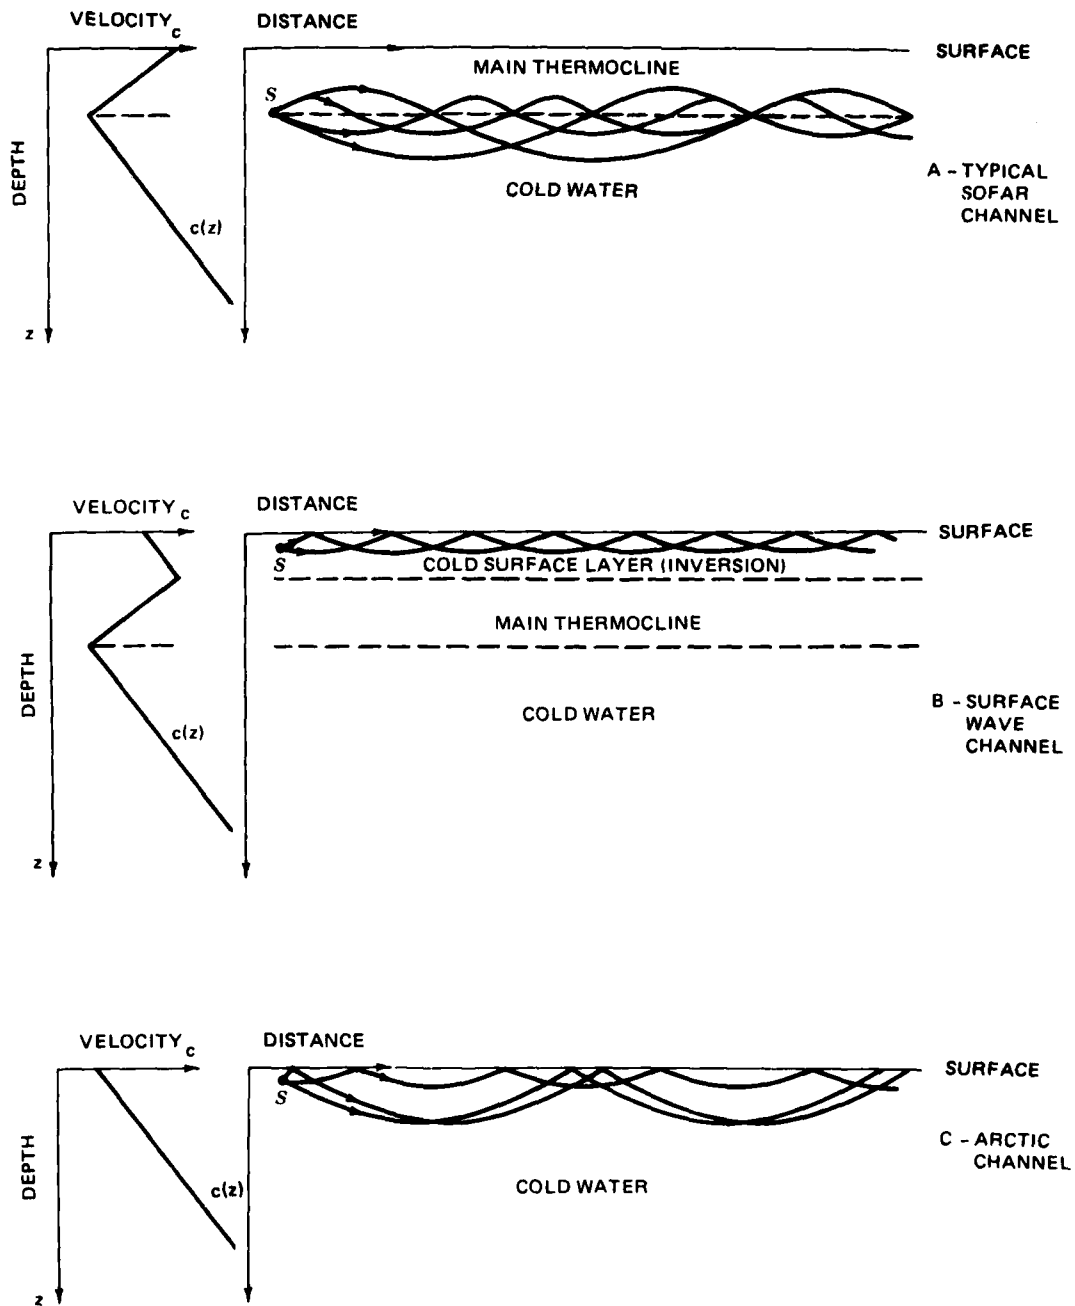 VELOCITY c
DISTANCE
SURFACE
MAIN THERMOCLINE
S
DEPTH
COLD WATER
A - TYPICAL
SOFAR
CHANNEL
c(z)
z
VELOCITY c
DISTANCE
SURFACE
S
COLD SURFACE LAYER (INVERSION)
MAIN THERMOCLINE
DEPTH
COLD WATER
B - SURFACE
WAVE
CHANNEL
c(z)
z
VELOCITY c
DISTANCE
SURFACE
S
C - ARCTIC
CHANNEL
DEPTH
c(z)
COLD WATER
z